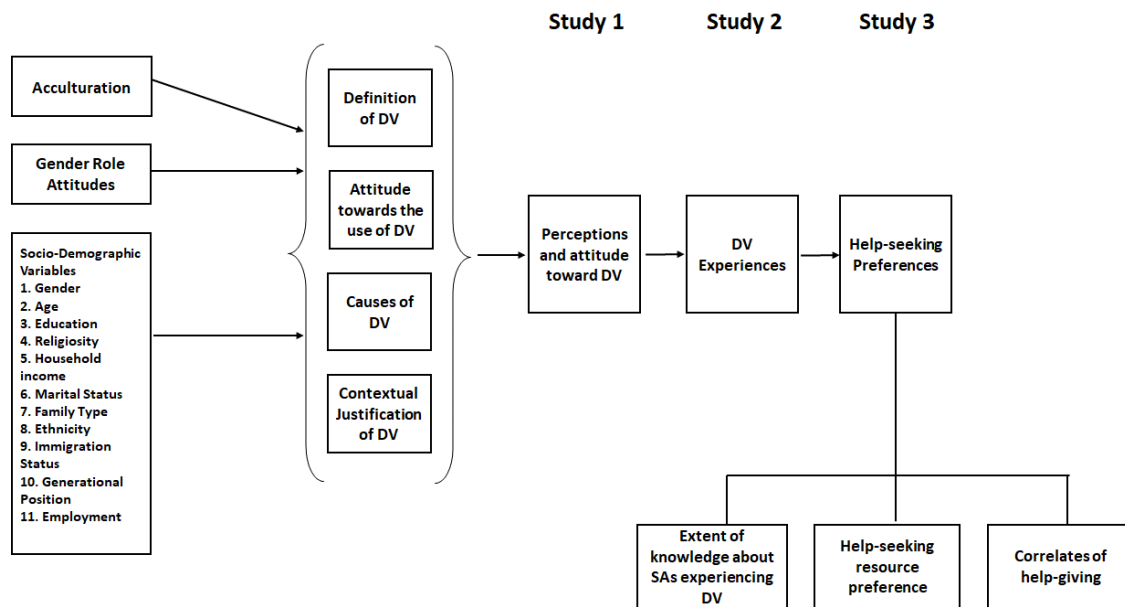 Study 1
Study 2
Study 3
Acculturation
Gender Role
Attitudes
Socio-Demographic
Variables
1. Gender
2. Age
3. Education
4. Religiosity
5. Household
income
6. Marital Status
7. Family Type
8. Ethnicity
9. Immigration
Status
10. Generational
Position
11. Employment
Definition
of DV
Attitude
towards the
use of DV
Causes of
DV
Contextual
Justification
of DV
Perceptions
and attitude
toward DV
DV
Experiences
Help-seeking
Preferences
Extent of
knowledge about
SAs experiencing
DV
Help-seeking
resource
preference
Correlates of
help-giving